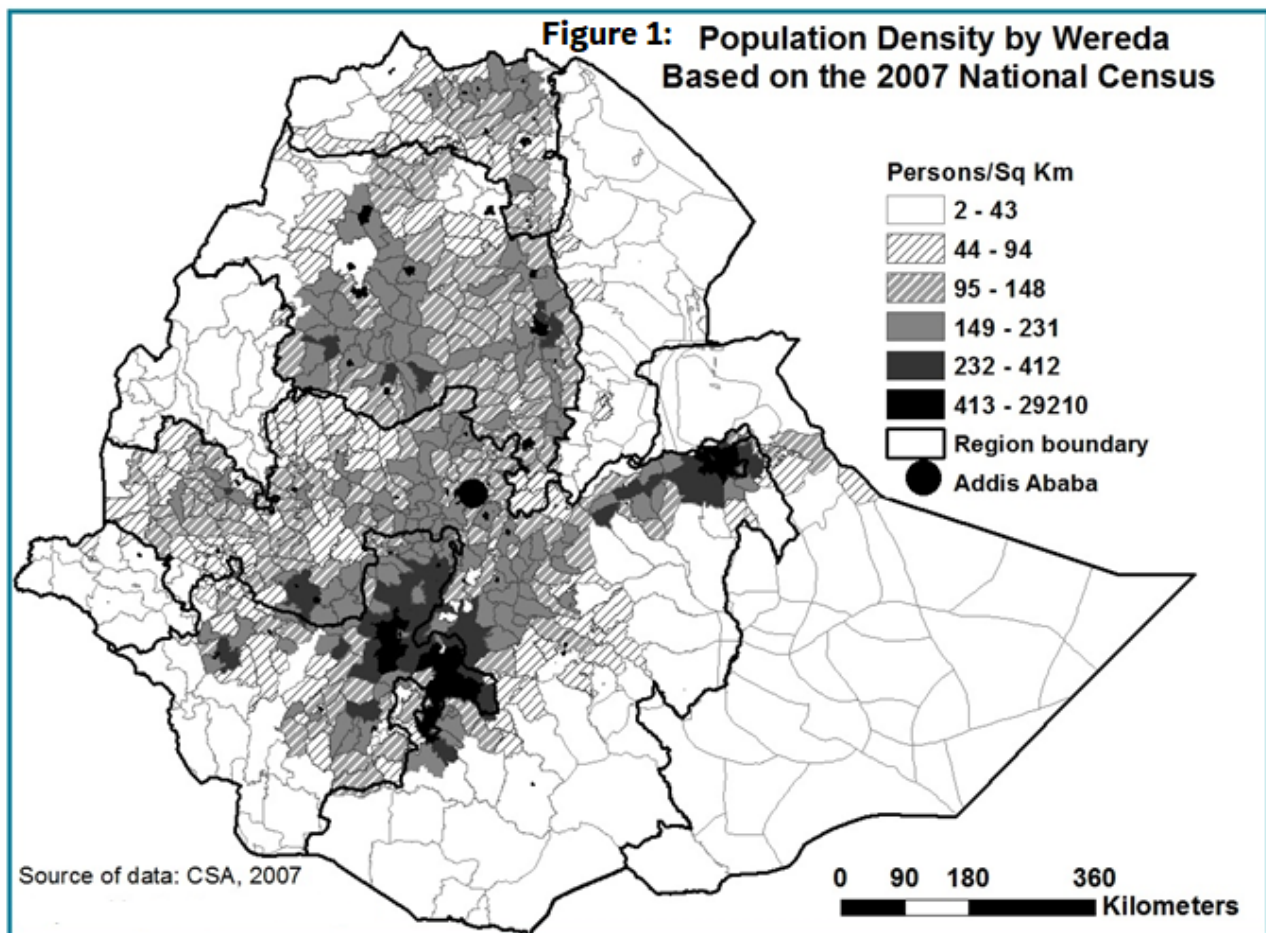 Figure 1: Population Density by Wereda
Based on the 2007 National Census
Persons/Sq Km
2 - 43
44 - 94
95 - 148
149 - 231
232 - 412
413 - 29210
Region boundary
Addis Ababa
Source of data: CSA, 2007
0 90 180 360
Kilometers